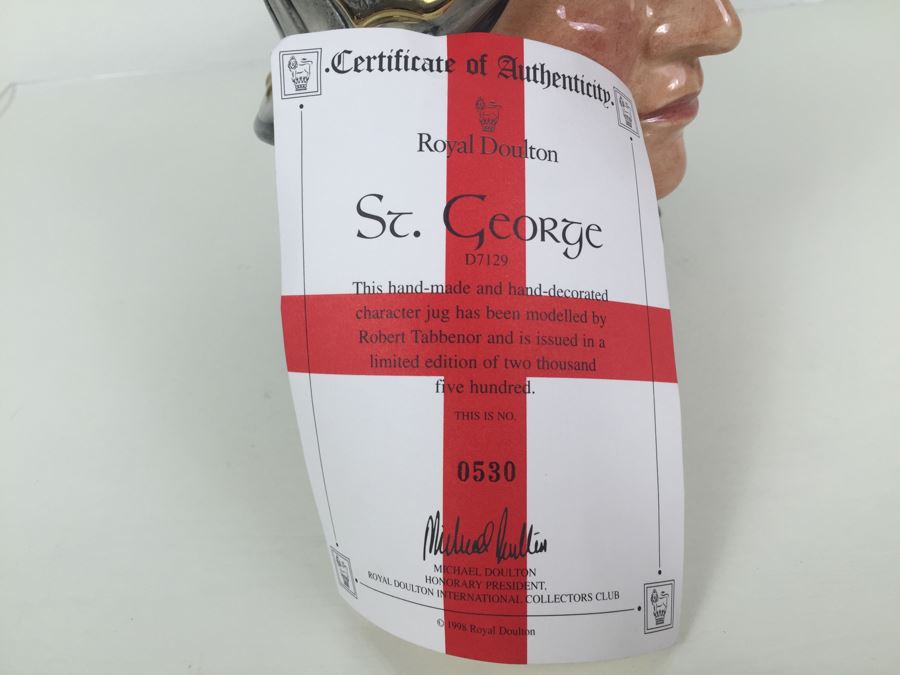 .Certificate of Authenticity.
Royal Doulton
St. George
D7129
This hand-made and hand-decorated
character jug has been modelled by
Robert Tabbenor and is issued in a
limited edition of two thousand
five hundred.
THIS IS NO.
0530
Michael Doulton
MICHAEL DOULTON
HONORARY PRESIDENT,
ROYAL DOULTON INTERNATIONAL COLLECTORS CLUB
© 1998 Royal Doulton